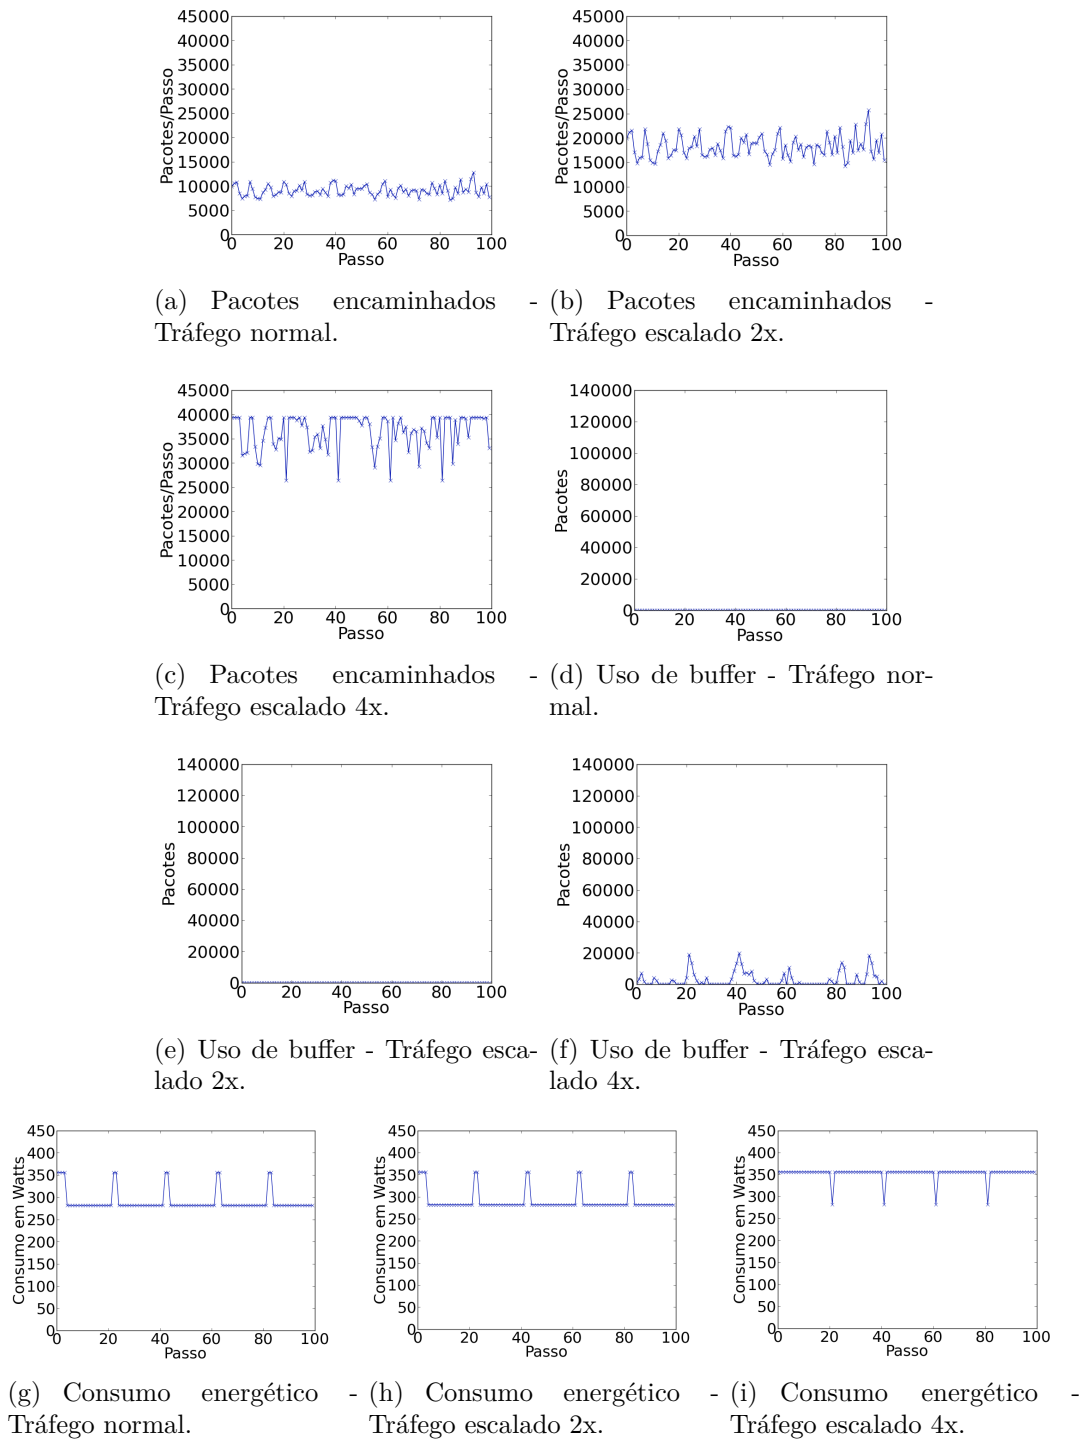 45000
40000
35000
30000
25000
20000
15000
10000
5000
0
Pacotes/Passo
0 20 40 60 80 100
Passo
45000
40000
35000
30000
25000
20000
15000
10000
5000
0
Pacotes/Passo
0 20 40 60 80 100
Passo
(a) Pacotes encaminhados -
Tráfego normal.
(b) Pacotes encaminhados -
Tráfego escalado 2x.
45000
40000
35000
30000
25000
20000
15000
10000
5000
0
Pacotes/Passo
0 20 40 60 80 100
Passo
140000
120000
100000
80000
60000
40000
20000
0
Pacotes
0 20 40 60 80 100
Passo
(c) Pacotes encaminhados -
Tráfego escalado 4x.
(d) Uso de buffer - Tráfego nor-
mal.
140000
120000
100000
80000
60000
40000
20000
0
Pacotes
0 20 40 60 80 100
Passo
140000
120000
100000
80000
60000
40000
20000
0
Pacotes
0 20 40 60 80 100
Passo
(e) Uso de buffer - Tráfego esca-
lado 2x.
(f) Uso de buffer - Tráfego esca-
lado 4x.
450
400
350
300
250
200
150
100
50
0
Consumo em Watts
0 20 40 60 80 100
Passo
450
400
350
300
250
200
150
100
50
0
Consumo em Watts
0 20 40 60 80 100
Passo
450
400
350
300
250
200
150
100
50
0
Consumo em Watts
0 20 40 60 80 100
Passo
(g) Consumo energético -
Tráfego normal.
(h) Consumo energético -
Tráfego escalado 2x.
(i) Consumo energético -
Tráfego escalado 4x.